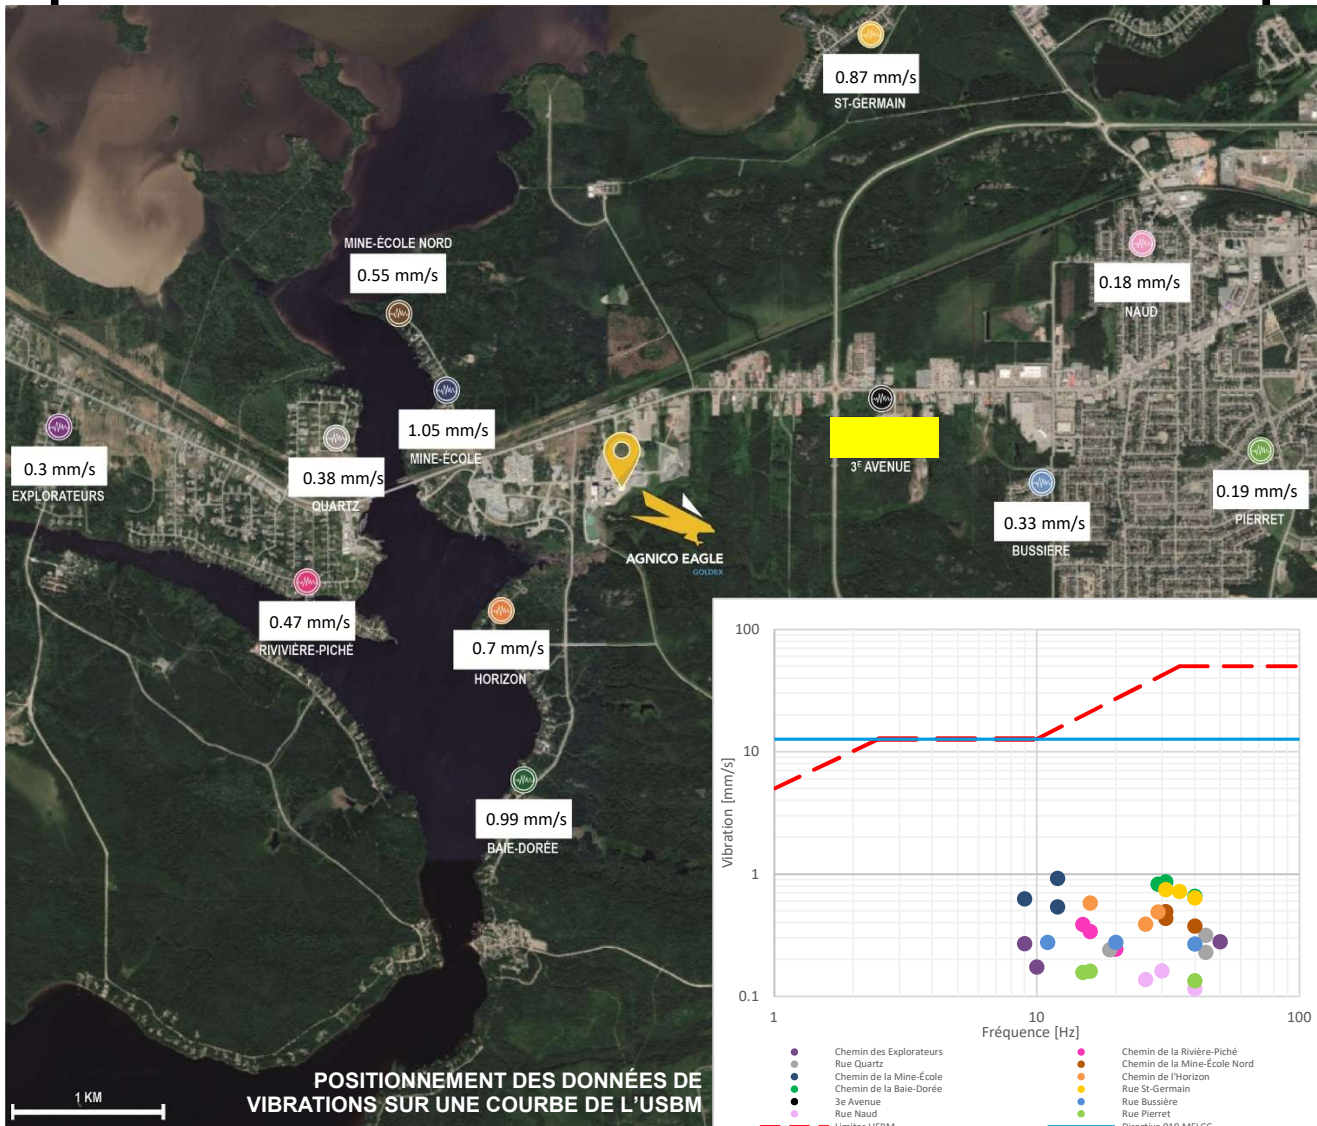 0.87 mm/s
ST-GERMAIN
MINE-ÉCOLE NORD
0.55 mm/s
0.18 mm/s
NAUD
1.05 mm/s
MINE-ÉCOLE
0.3 mm/s
EXPLORATEURS
0.38 mm/s
QUARTZ
3E AVENUE
0.19 mm/s
PIERRET
0.33 mm/s
BUSSIÈRE
AGNICO EAGLE
GOLDEX
0.47 mm/s
RIVIVIÈRE-PICHÉ
0.7 mm/s
HORIZON
0.99 mm/s
BAIE-DORÉE
100
10
1
0.1
Vibration [mm/s]
1
10
100
Fréquence [Hz]
Chemin des Explorateurs
Chemin de la Rivière-Piché
Rue Quartz
Chemin de la Mine-École Nord
Chemin de la Mine-École
Chemin de l'Horizon
Chemin de la Baie-Dorée
Rue St-Germain
3e Avenue
Rue Bussière
Rue Naud
Rue Pierret
Limites USBM
Directive 019 MELCC
POSITIONNEMENT DES DONNÉES DE
VIBRATIONS SUR UNE COURBE DE L'USBM
1 KM